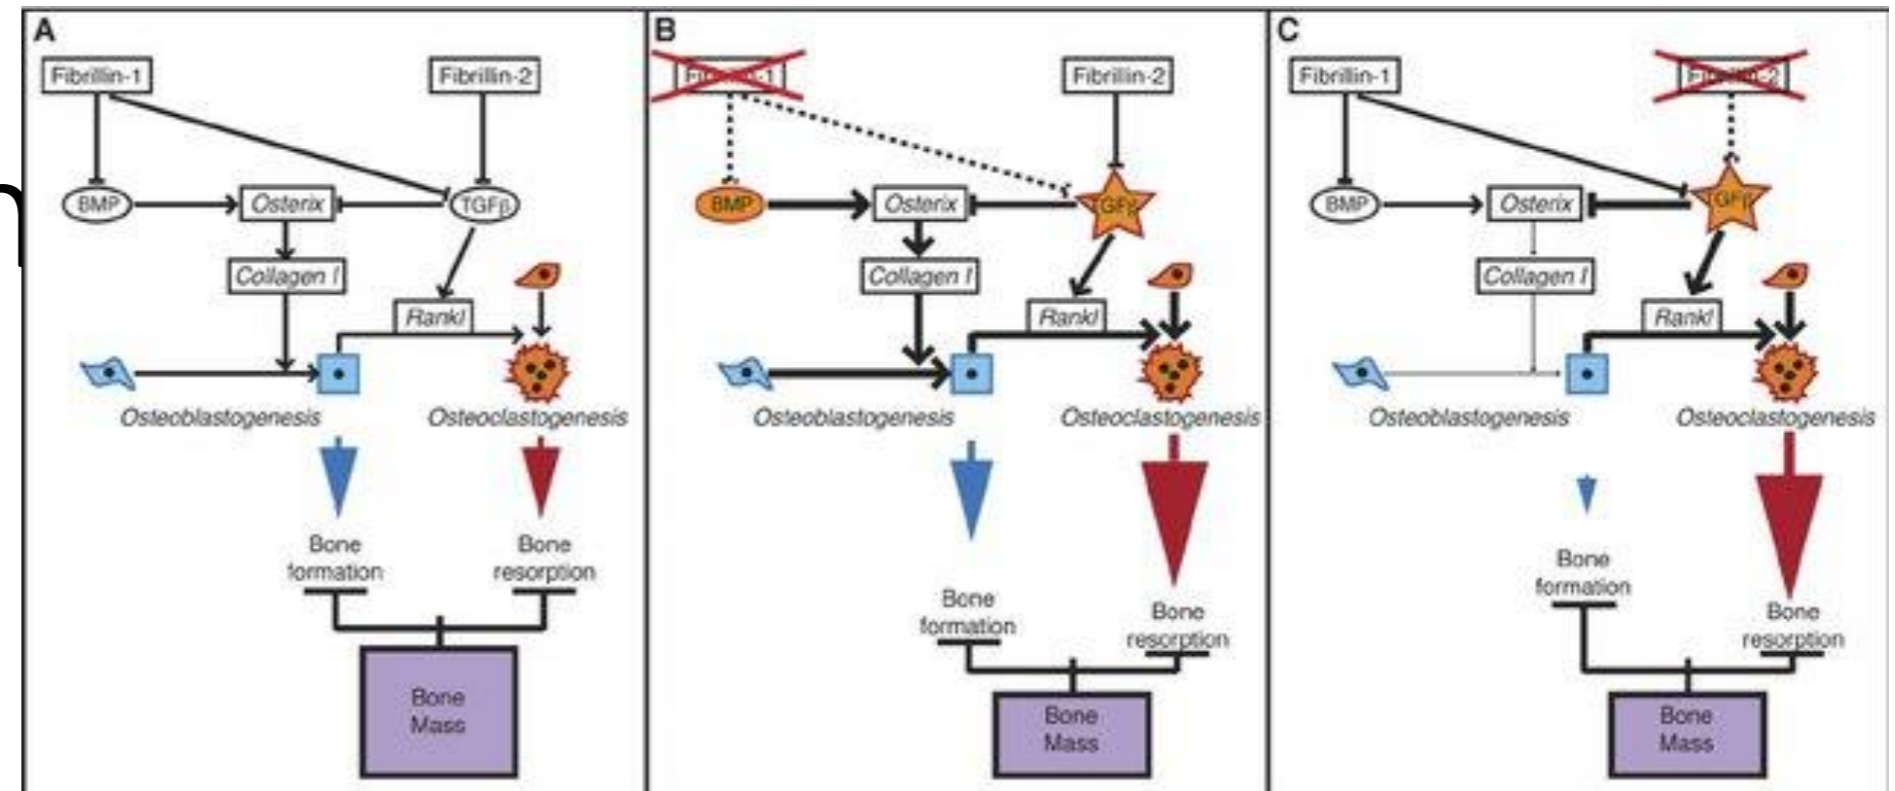 A
Fibrillin-1
Fibrillin-2
BMP
Osterix
TGFβ
Collagen I
Rankl
Osteoblastogenesis
Osteoclastogenesis
Bone
formation
Bone
resorption
Bone
Mass
B
Fibrillin-2
BMP
Osterix
Collagen I
Rankl
Osteoblastogenesis
Osteoclastogenesis
Bone
formation
Bone
resorption
Bone
Mass
C
Fibrillin-1
BMP
Osterix
Collagen I
Rankl
Osteoblastogenesis
Osteoclastogenesis
Bone
formation
Bone
resorption
Bone
Mass